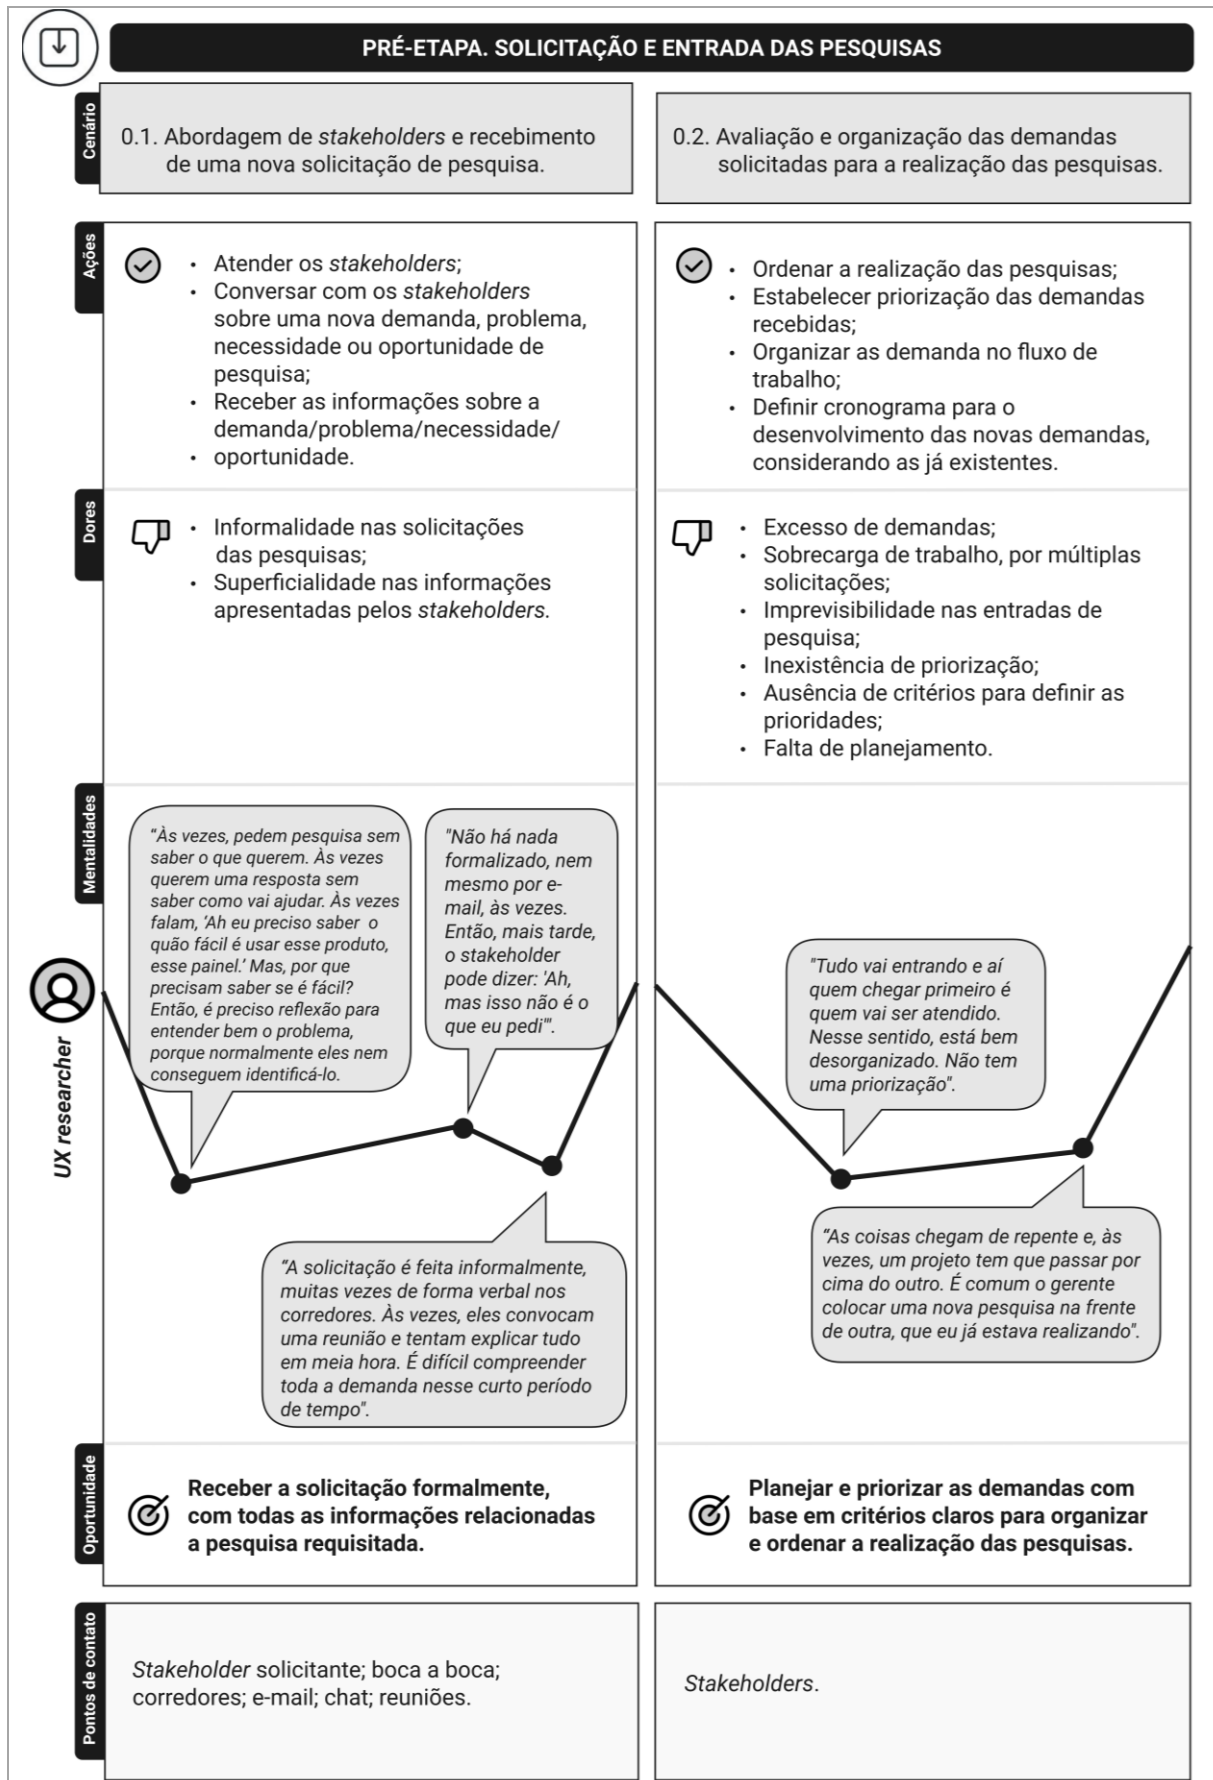 PRÉ-ETAPA. SOLICITAÇÃO E ENTRADA DAS PESQUISAS
Cenário
0.1. Abordagem de stakeholders e recebimento
de uma nova solicitação de pesquisa.
0.2. Avaliação e organização das demandas
solicitadas para a realização das pesquisas.
Ações
• Atender os stakeholders;
• Conversar com os stakeholders
sobre uma nova demanda, problema,
necessidade ou oportunidade de
pesquisa;
• Receber as informações sobre a
demanda/problema/necessidade/
• oportunidade.
• Ordenar a realização das pesquisas;
• Estabelecer priorização das demandas
recebidas;
• Organizar as demanda no fluxo de
trabalho;
• Definir cronograma para o
desenvolvimento das novas demandas,
considerando as já existentes.
Dores
• Informalidade nas solicitações
das pesquisas;
• Superficialidade nas informações
apresentadas pelos stakeholders.
• Excesso de demandas;
• Sobrecarga de trabalho, por múltiplas
solicitações;
• Imprevisibilidade nas entradas de
pesquisa;
• Inexistência de priorização;
• Ausência de critérios para definir as
prioridades;
• Falta de planejamento.
Mentalidades
UX researcher
“Às vezes, pedem pesquisa sem
saber o que querem. Às vezes
querem uma resposta sem
saber como vai ajudar. Às vezes
falam, ‘Ah eu preciso saber o
quão fácil é usar esse produto,
esse painel.’ Mas, por que
precisam saber se é fácil?
Então, é preciso reflexão para
entender bem o problema,
porque normalmente eles nem
conseguem identificá-lo.
"Não há nada
formalizado, nem
mesmo por e-
mail, às vezes.
Então, mais tarde,
o stakeholder
pode dizer: 'Ah,
mas isso não é o
que eu pedi'".
“A solicitação é feita informalmente,
muitas vezes de forma verbal nos
corredores. Às vezes, eles convocam
uma reunião e tentam explicar tudo
em meia hora. É difícil compreender
toda a demanda nesse curto período
de tempo".
"Tudo vai entrando e aí
quem chegar primeiro é
quem vai ser atendido.
Nesse sentido, está bem
desorganizado. Não tem
uma priorização".
“As coisas chegam de repente e, às
vezes, um projeto tem que passar por
cima do outro. É comum o gerente
colocar uma nova pesquisa na frente
de outra, que eu já estava realizando".
Oportunidade
Receber a solicitação formalmente,
com todas as informações relacionadas
a pesquisa requisitada.
Planejar e priorizar as demandas com
base em critérios claros para organizar
e ordenar a realização das pesquisas.
Pontos de contato
Stakeholder solicitante; boca a boca;
corredores; e-mail; chat; reuniões.
Stakeholders.